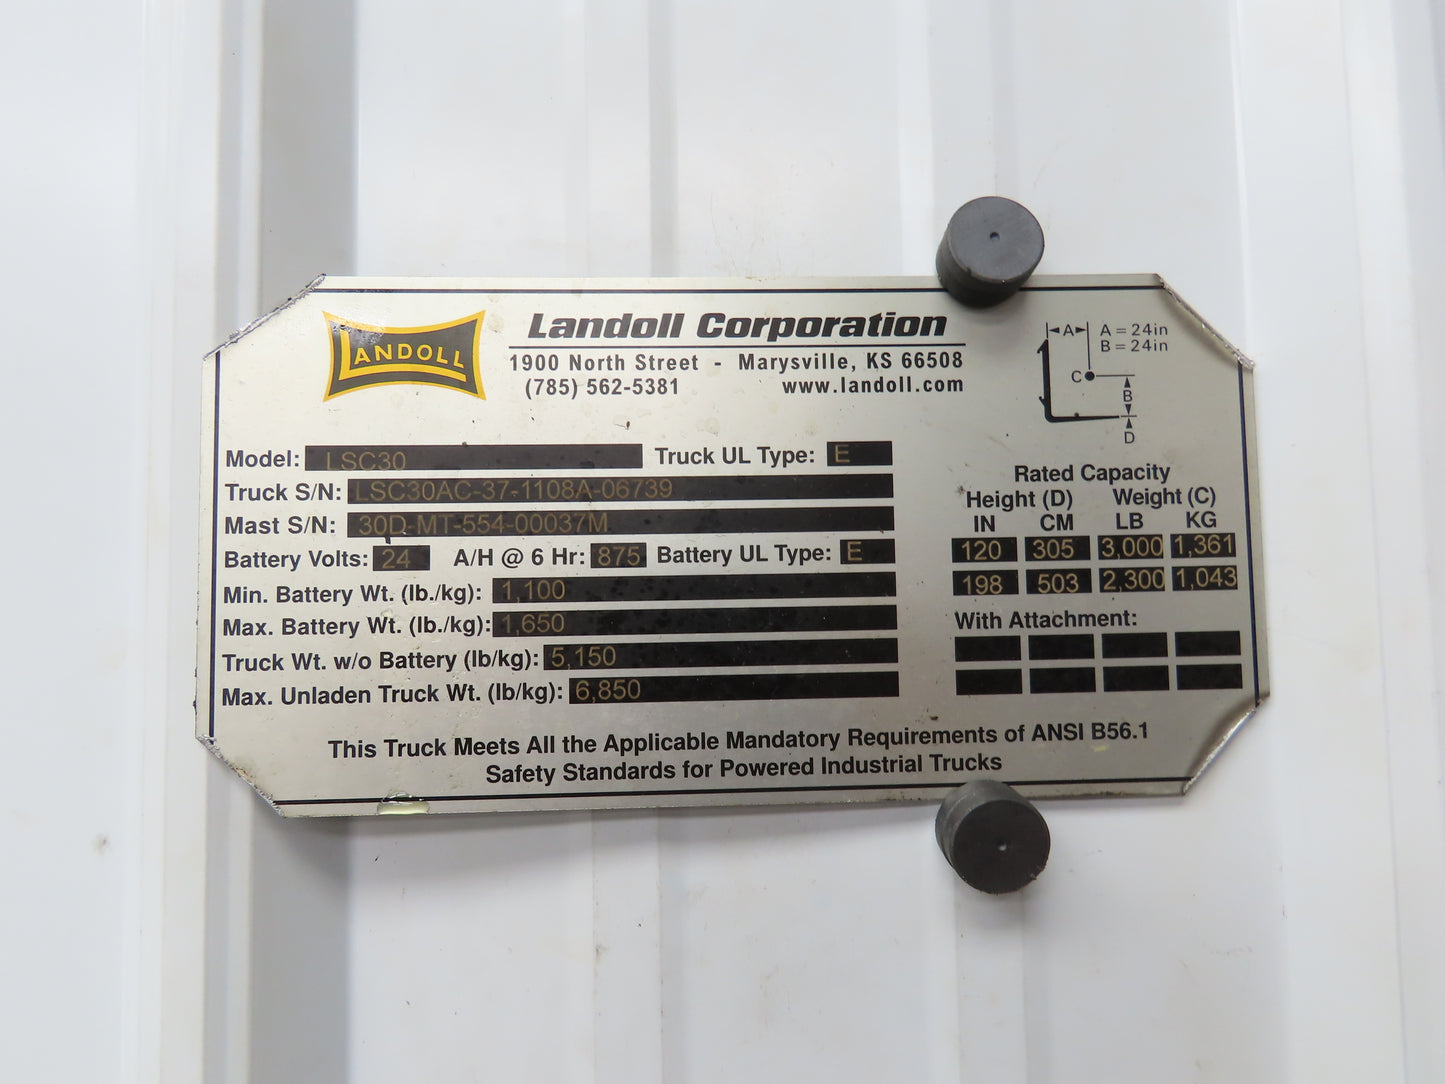 LANDOLL
Landoll Corporation
1900 North Street - Marysville, KS 66508
(785) 562-5381 www.landoll.com
A A = 24in
B = 24in
C
B
D
Model: LSC30 Truck UL Type: E
Truck S/N: LSC30AC-37-1108A-06739
Mast S/N: 30D-MT-554-00037M
Battery Volts: 24 A/H @ 6 Hr: 875 Battery UL Type: E
Min. Battery Wt. (lb./kg): 1,100
Max. Battery Wt. (lb./kg): 1,650
Truck Wt. w/o Battery (lb/kg): 5,150
Max. Unladen Truck Wt. (lb/kg): 6,850
Rated Capacity
Height (D) Weight (C)
IN CM LB KG
120 305 3,000 1,361
198 503 2,300 1,043
With Attachment:
This Truck Meets All the Applicable Mandatory Requirements of ANSI B56.1
Safety Standards for Powered Industrial Trucks